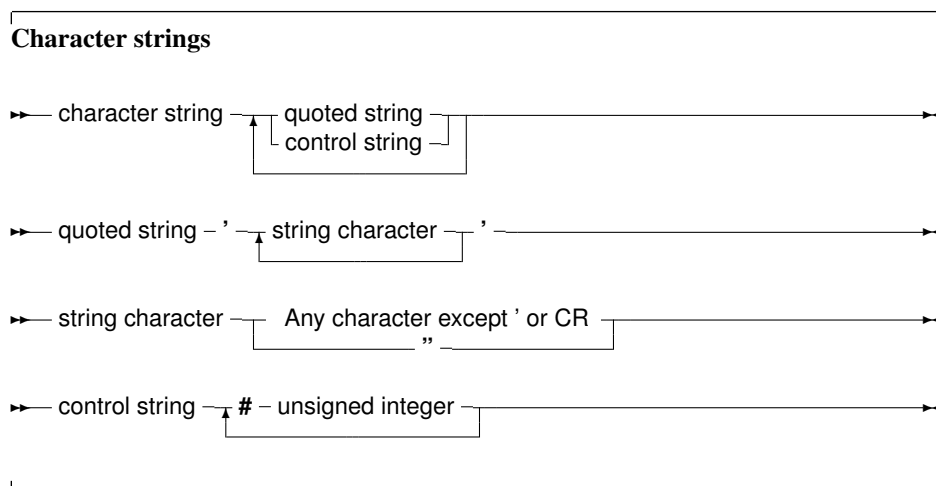 Character strings
character string quoted string
control string
quoted string ’ string character ’
string character Any character except ’ or CR
”
control string # unsigned integer